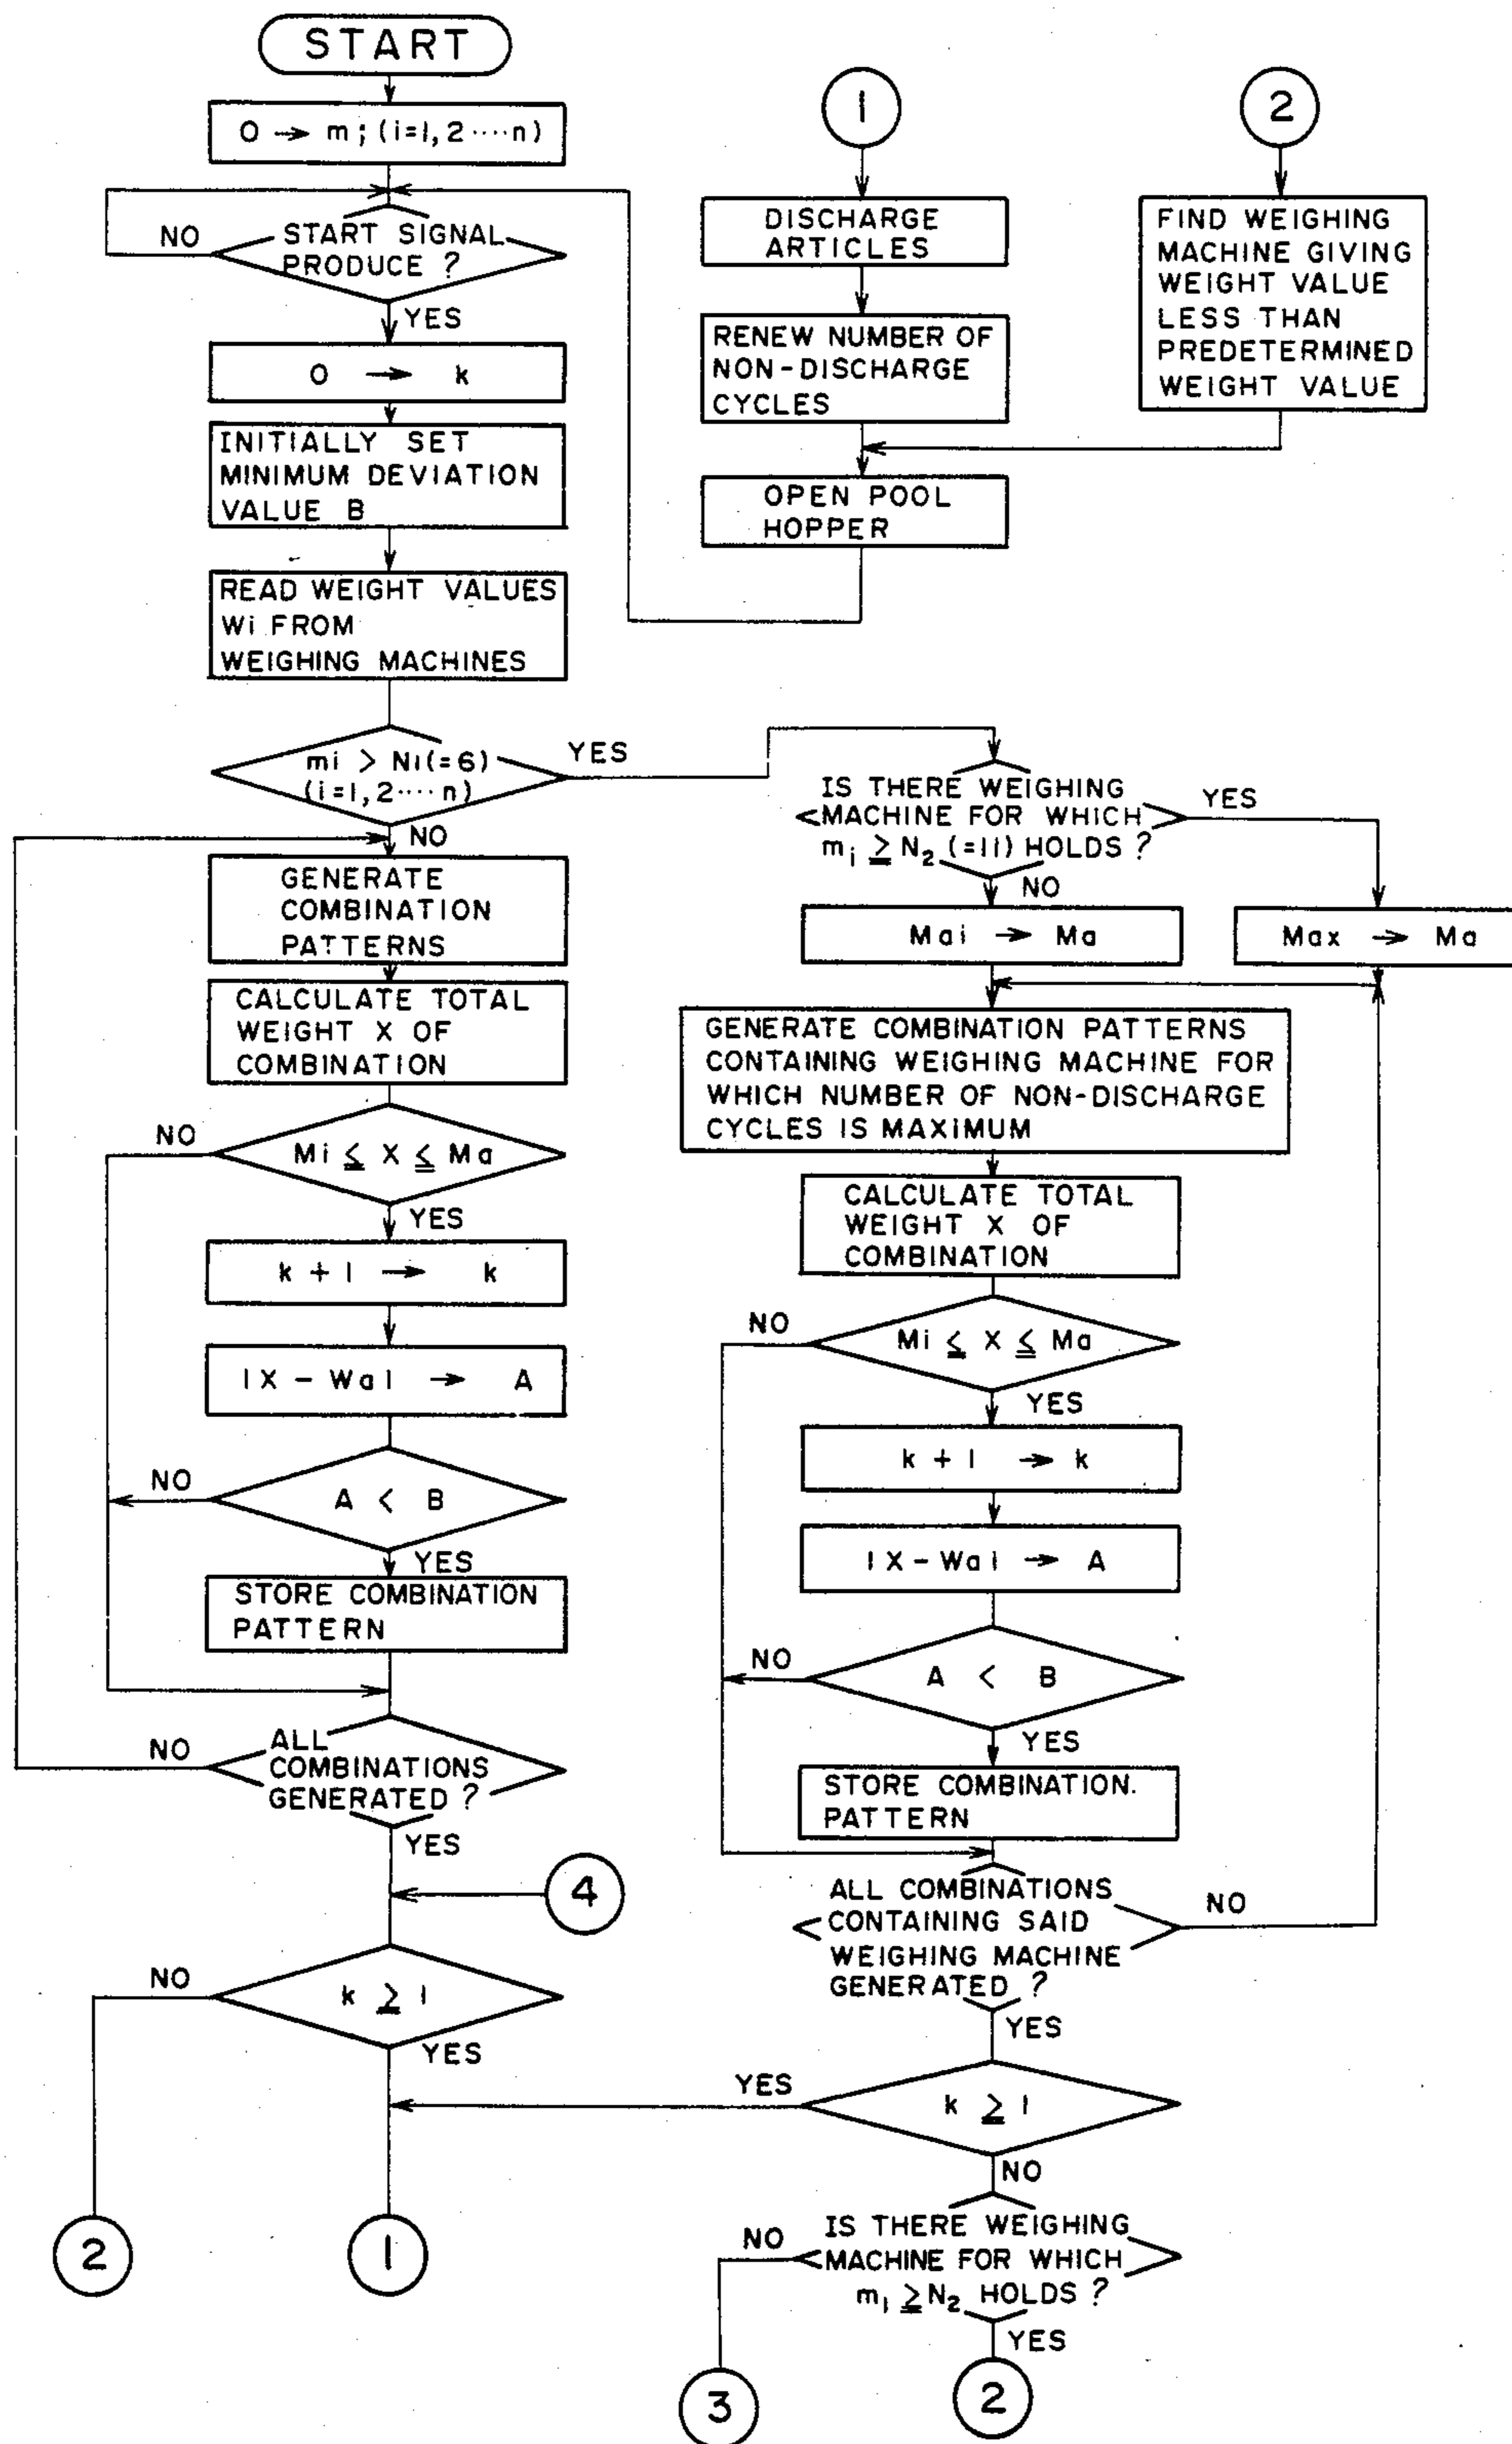 START
0 → m; (i=1, 2 ···· n)
START SIGNAL
PRODUCE ?
NO
YES
0 → k
INITIALLY SET
MINIMUM DEVIATION
VALUE B
READ WEIGHT VALUES
Wi FROM
WEIGHING MACHINES
mi > N1(=6)
(i=1, 2 ···· n)
YES
NO
GENERATE
COMBINATION
PATTERNS
CALCULATE TOTAL
WEIGHT X OF
COMBINATION
NO
Mi ≦ X ≦ Ma
YES
k + 1 → k
|X - Wa| → A
NO
A < B
YES
STORE COMBINATION
PATTERN
NO
ALL
COMBINATIONS
GENERATED ?
YES
4
NO
k ≧ 1
YES
2
1
1
DISCHARGE
ARTICLES
RENEW NUMBER OF
NON-DISCHARGE
CYCLES
OPEN POOL
HOPPER
2
FIND WEIGHING
MACHINE GIVING
WEIGHT VALUE
LESS THAN
PREDETERMINED
WEIGHT VALUE
IS THERE WEIGHING
MACHINE FOR WHICH
mi ≧ N2 (=11) HOLDS ?
YES
NO
Mai → Ma
Max → Ma
GENERATE COMBINATION PATTERNS
CONTAINING WEIGHING MACHINE FOR
WHICH NUMBER OF NON-DISCHARGE
CYCLES IS MAXIMUM
CALCULATE TOTAL
WEIGHT X OF
COMBINATION
NO
Mi ≦ X ≦ Ma
YES
k + 1 → k
|X-Wa| → A
NO
A < B
YES
STORE COMBINATION.
PATTERN
ALL COMBINATIONS
CONTAINING SAID
WEIGHING MACHINE
GENERATED ?
NO
YES
YES
k ≧ 1
NO
NO
IS THERE WEIGHING
MACHINE FOR WHICH
mi ≧ N2 HOLDS ?
YES
3
2